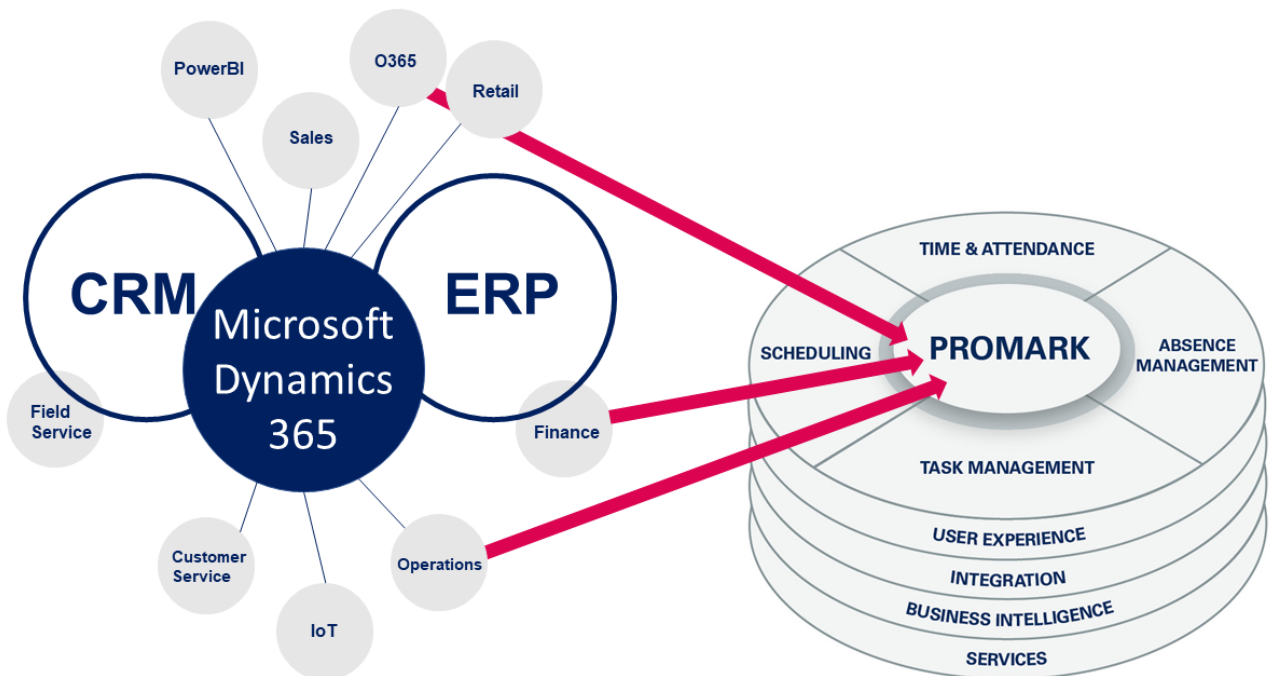 PowerBI
O365
Retail
Sales
CRM
ERP
Microsoft
Dynamics
365
Field
Service
Finance
Customer
Service
Operations
IoT
TIME & ATTENDANCE
SCHEDULING
PROMARK
ABSENCE
MANAGEMENT
TASK MANAGEMENT
USER EXPERIENCE
INTEGRATION
BUSINESS INTELLIGENCE
SERVICES